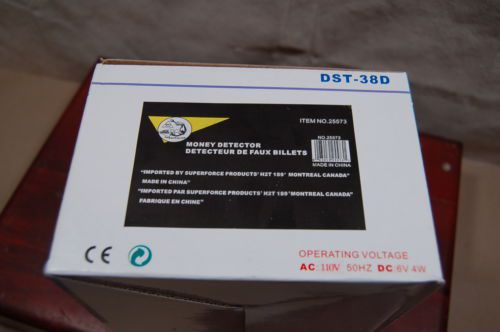 DST-38D
ITEM NO.25573
MONEY DETECTOR
DETECTEUR DE FAUX BILLETS
NO.25573
MADE IN CHINA
"IMPORTED BY SUPERFORCE PRODUCTS' H2T 1S9' MONTREAL CANADA"
MADE IN CHINA"
"IMPORTED PAR SUPERFORCE PRODUCTS' H2T 1S9'MONTREAL CANADA"
FABRIQUE EN CHINE"
CE
OPERATING VOLTAGE
AC: 110V 50HZ DC:6V 4W